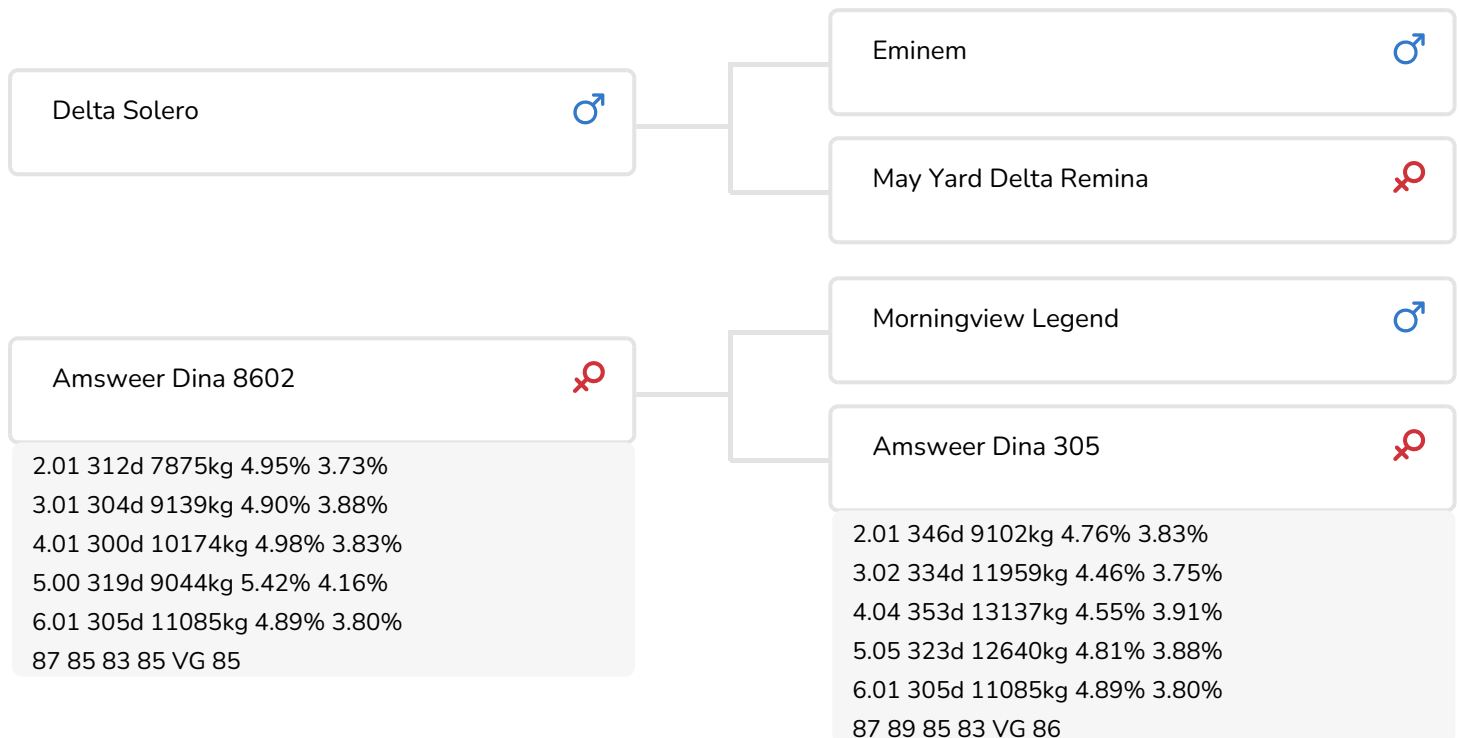 Delta Solero
Eminem
May Yard Delta Remina
Amsweer Dina 8602
2.01 312d 7875kg 4.95% 3.73%
3.01 304d 9139kg 4.90% 3.88%
4.01 300d 10174kg 4.98% 3.83%
5.00 319d 9044kg 5.42% 4.16%
6.01 305d 11085kg 4.89% 3.80%
87 85 83 85 VG 85
Morningview Legend
Amsweer Dina 305
2.01 346d 9102kg 4.76% 3.83%
3.02 334d 11959kg 4.46% 3.75%
4.04 353d 13137kg 4.55% 3.91%
5.05 323d 12640kg 4.81% 3.88%
6.01 305d 11085kg 4.89% 3.80%
87 89 85 83 VG 86